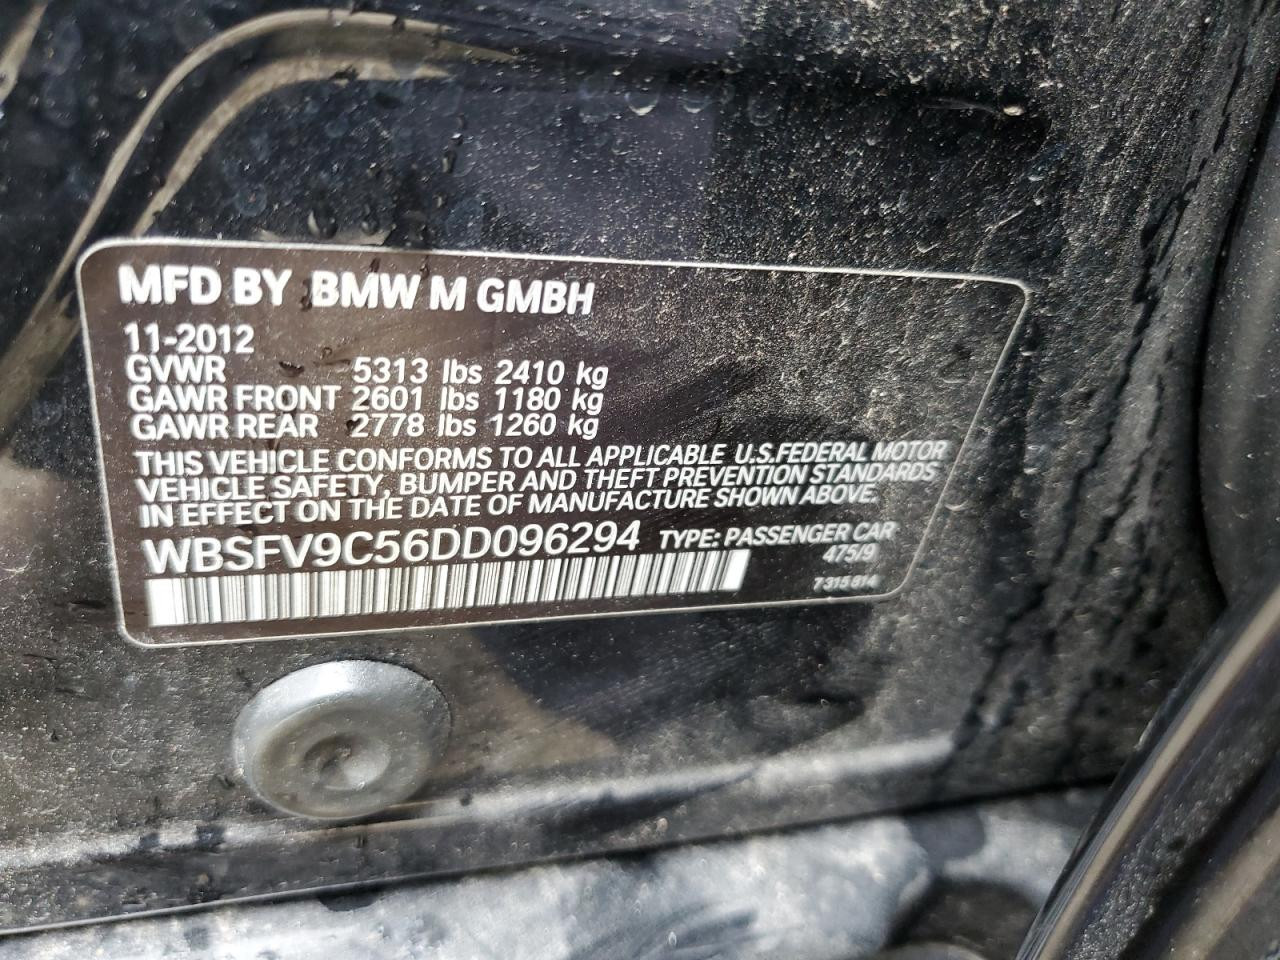 MFD BY BMW M GMBH
11-2012
GVWR 5313 lbs 2410 kg
GAWR FRONT 2601 lbs 1180 kg
GAWR REAR 2778 lbs 1260 kg
THIS VEHICLE CONFORMS TO ALL APPLICABLE U.S.FEDERAL MOTOR
VEHICLE SAFETY, BUMPER AND THEFT PREVENTION STANDARDS
IN EFFECT ON THE DATE OF MANUFACTURE SHOWN ABOVE.
WBSFV9C56DD096294 TYPE: PASSENGER CAR
475/9
7315814